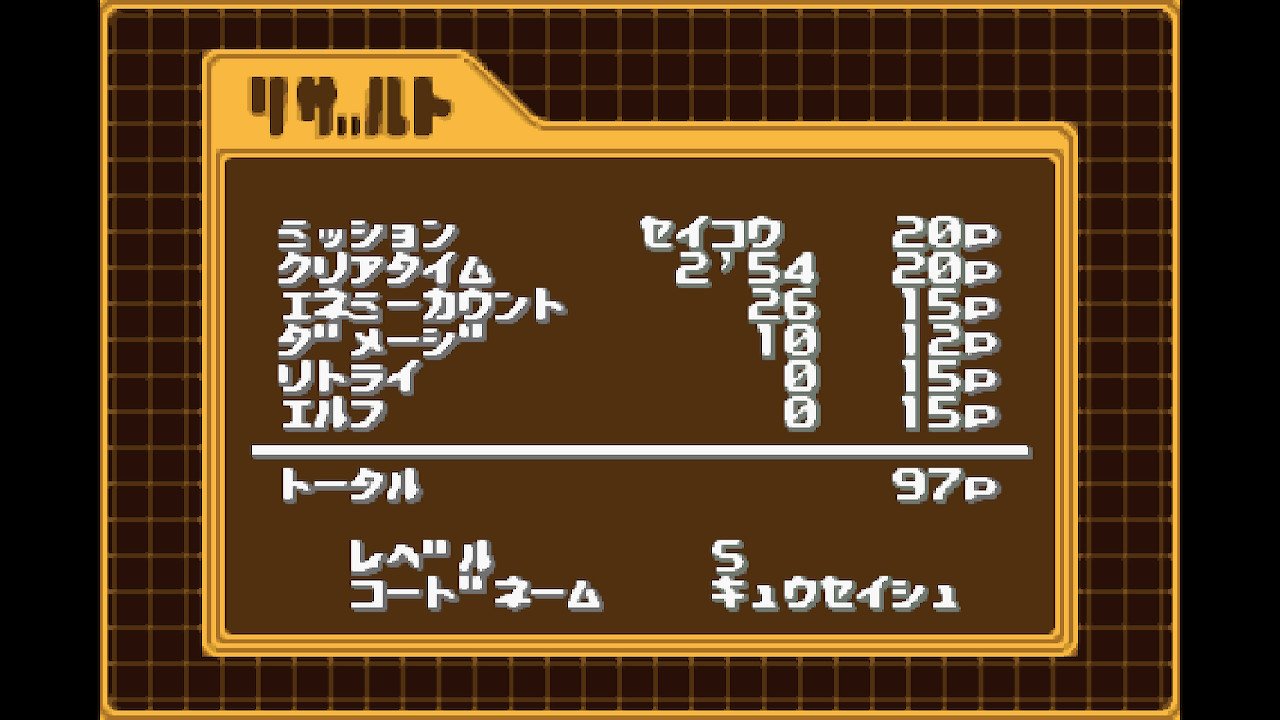 リザルト
ミッション セイコウ 20P
クリアタイム 2'54 20P
エネミーカウント 26 15P
ダメージ 10 12P
リトライ 0 15P
エルフ 0 15P
トータル 97P
レベル S
コードネーム キュウセイシュ